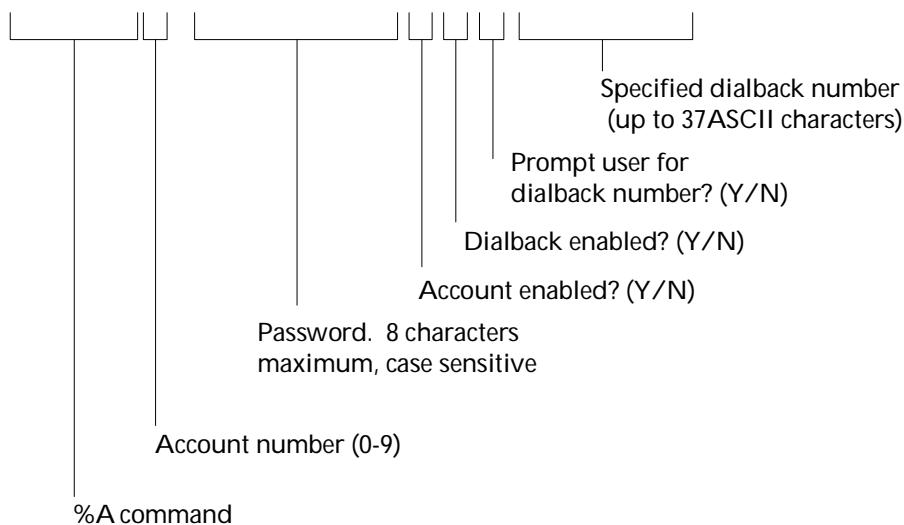 Specified dialback number
(up to 37ASCII characters)
Prompt user for
dialback number? (Y/N)
Dialback enabled? (Y/N)
Account enabled? (Y/N)
Password.  8 characters
maximum, case sensitive
Account number (0-9)
%A command